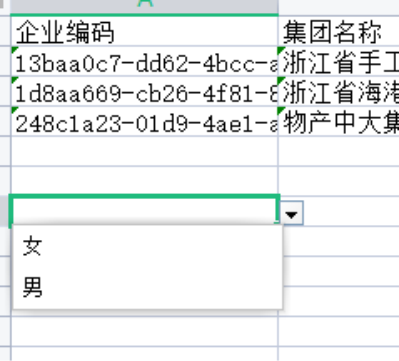 A
企业编码 集团名称
13baa0c7-dd62-4bcc-a 浙江省手工
1d8aa669-cb26-4f81-8 浙江省海港
248c1a23-01d9-4ae1-a 物产中大集
女
男